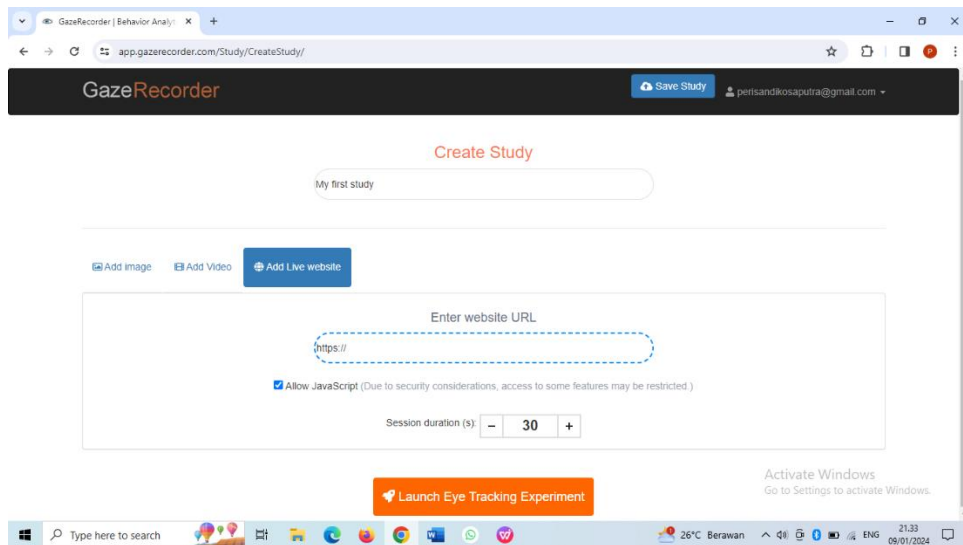 GazeRecorder | Behavior Analyt
app.gazerecorder.com/Study/CreateStudy/
P
GazeRecorder
Save Study
perisandikosaputra@gmail.com
Create Study
My first study
Add image
Add Video
Add Live website
Enter website URL
https://
Allow JavaScript (Due to security considerations, access to some features may be restricted.)
Session duration (s):
- 30 +
Launch Eye Tracking Experiment
Activate Windows
Go to Settings to activate Windows.
Type here to search
26°C Berawan
ENG
21.33
09/01/2024